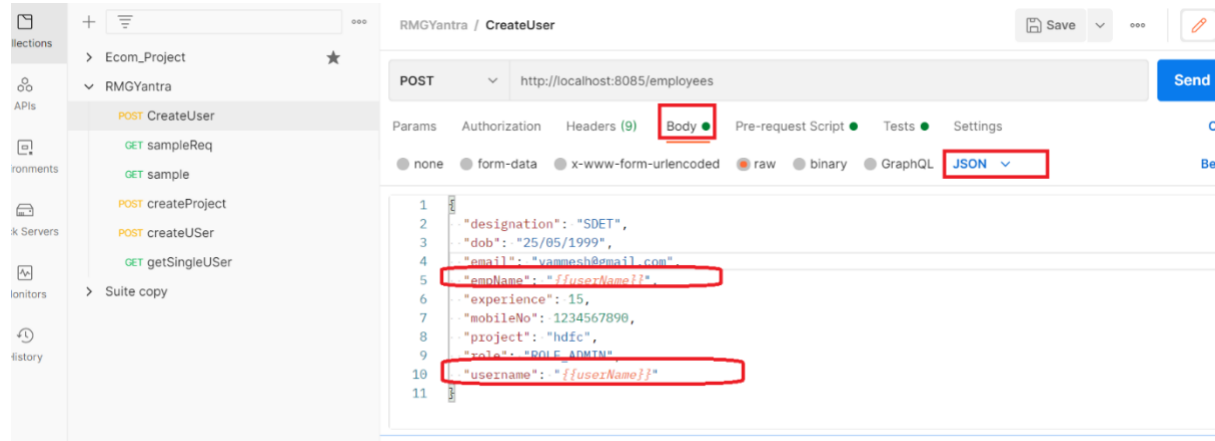 RMGYantra / CreateUser
Save
llections
Ecom_Project
RMGYantra
POST CreateUser
GET sampleReq
GET sample
POST createProject
POST createUSer
GET getSingleUSer
Suite copy
APIs
ronments
k Servers
onitors
istory
POST
http://localhost:8085/employees
Send
Params Authorization Headers (9) Body Pre-request Script Tests Settings
none form-data x-www-form-urlencoded raw binary GraphQL JSON
Be
1 {
2 "designation": "SDET",
3 "dob": "25/05/1999",
4 "email": "vammesh@gmail.com",
5 "empName": "{{userName}}",
6 "experience": 15,
7 "mobileNo": 1234567890,
8 "project": "hdfc",
9 "role": "ROLE_ADMIN",
10 "username": "{{userName}}"
11 }